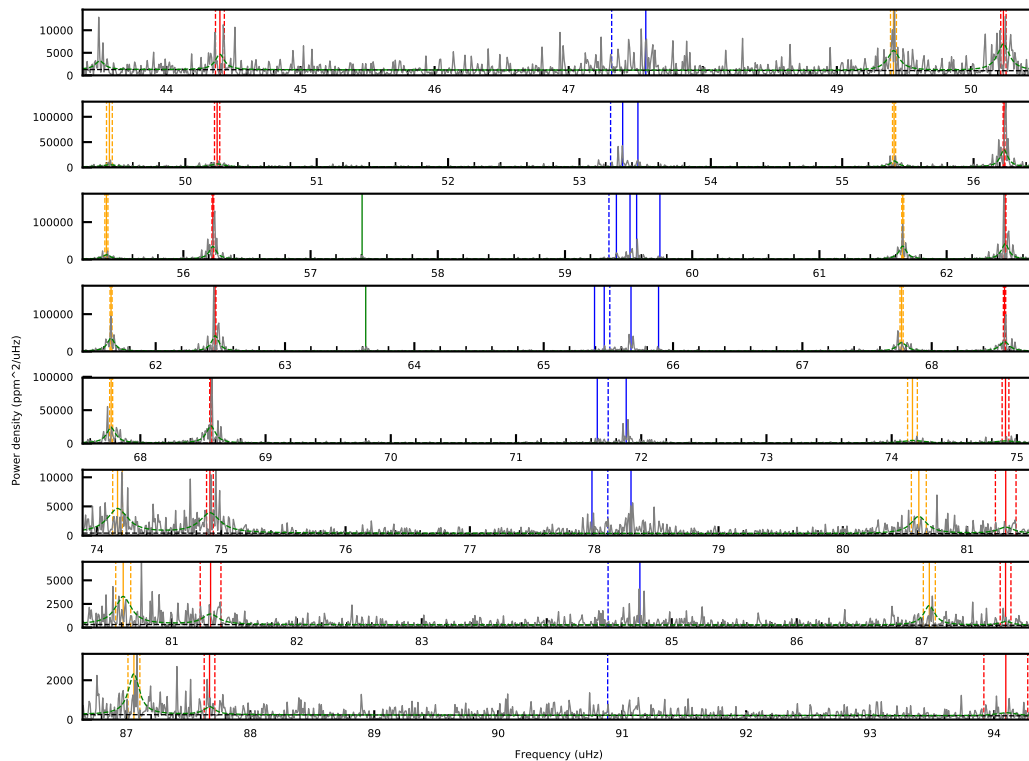 10000
5000
0
44 45 46 47 48 49 50
100000
50000
0
50 51 52 53 54 55 56
100000
0
56 57 58 59 60 61 62
100000
0
62 63 64 65 66 67 68
100000
50000
0
68 69 70 71 72 73 74 75
10000
5000
0
74 75 76 77 78 79 80 81
5000
2500
0
81 82 83 84 85 86 87
2000
0
87 88 89 90 91 92 93 94
Power density (ppm^2/uHz)
Frequency (uHz)